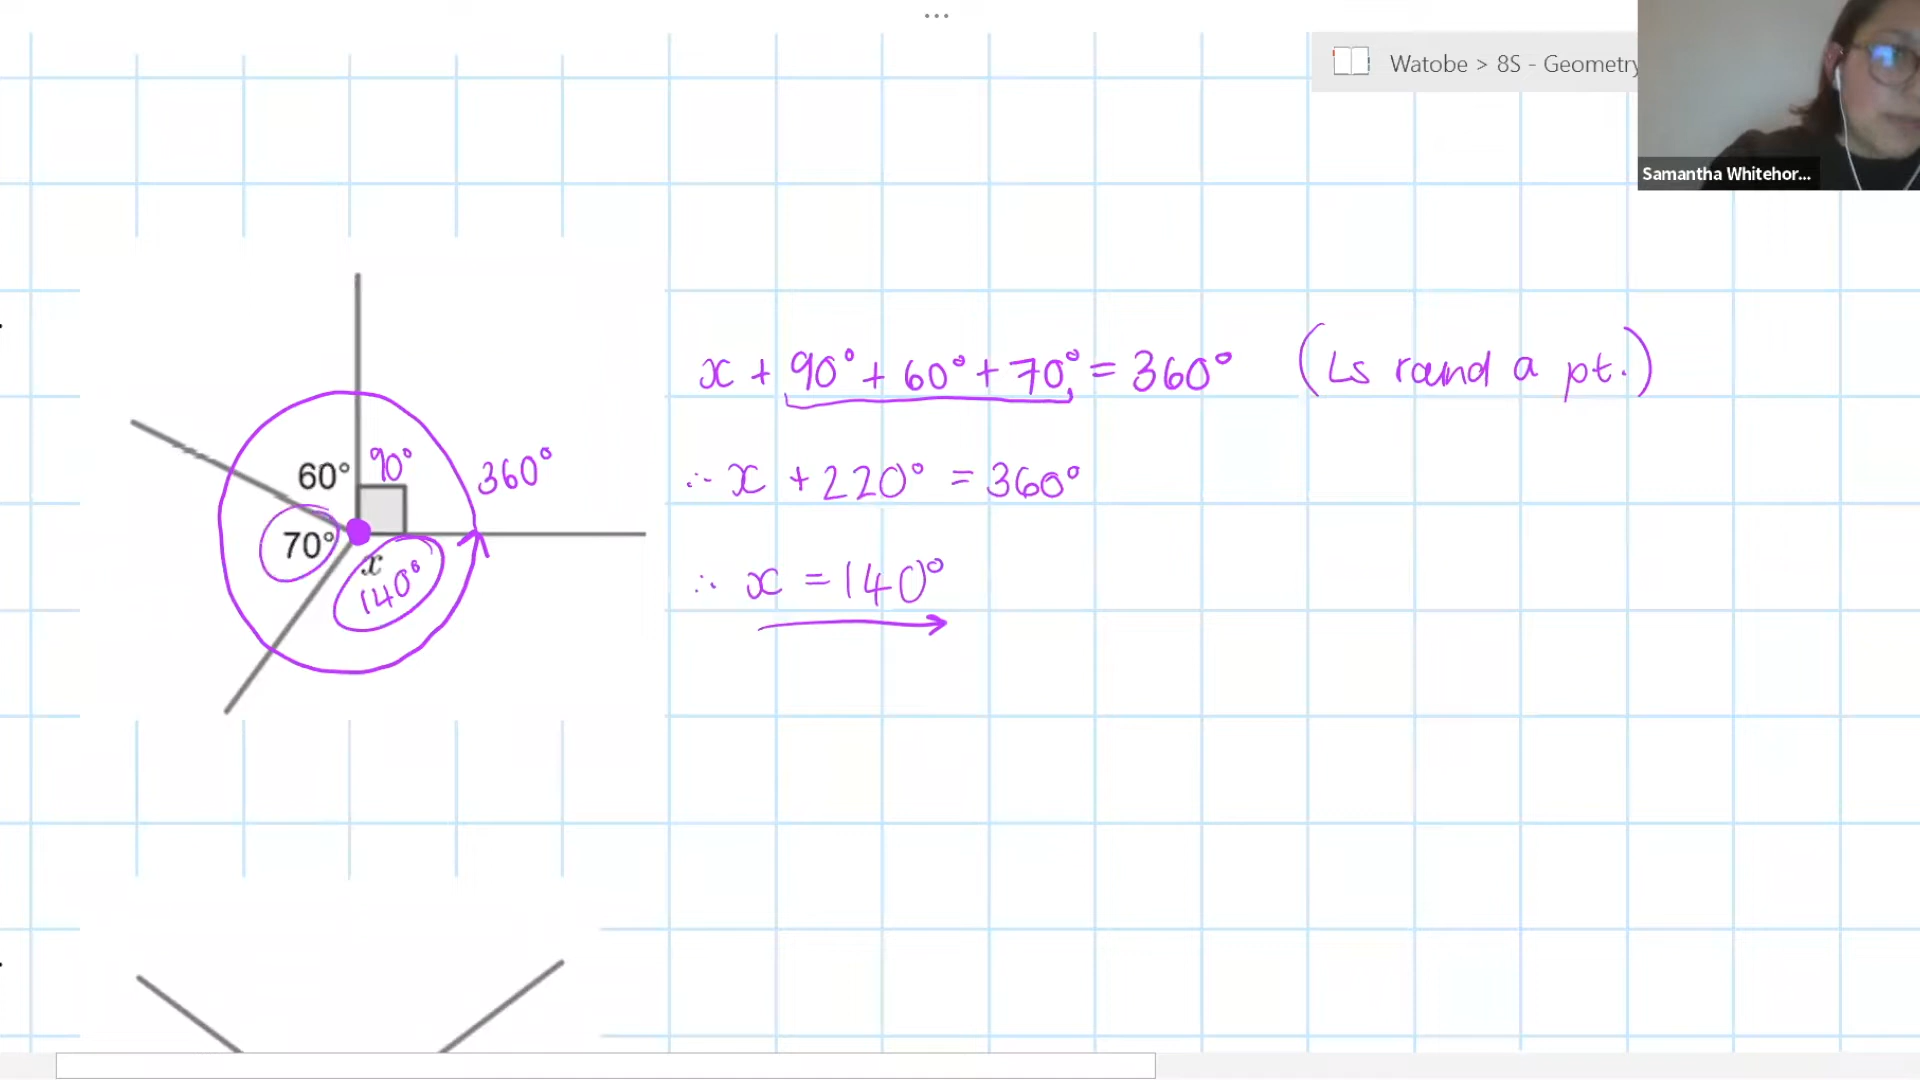 ...
Watobe > 8S - Geometry
Samantha Whitehor...
x + 90° + 60° + 70° = 360° (∠s round a pt.)
60° 90° 360°
∴ x + 220° = 360°
70°
x
140°
∴ x = 140°